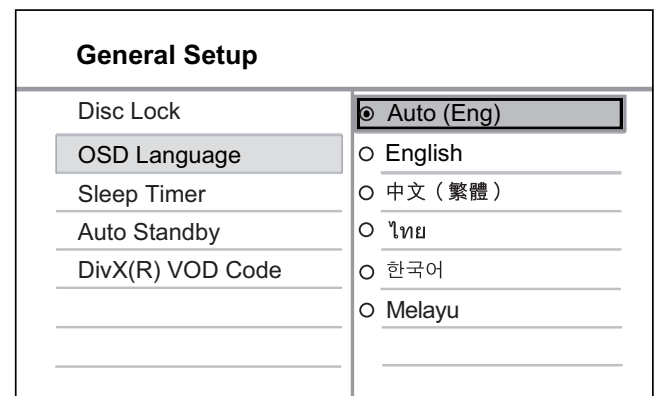 General Setup
Disc Lock
OSD Language
Sleep Timer
Auto Standby
DivX(R) VOD Code
Auto (Eng)
English
中文（繁體）
ไทย
한국어
Melayu